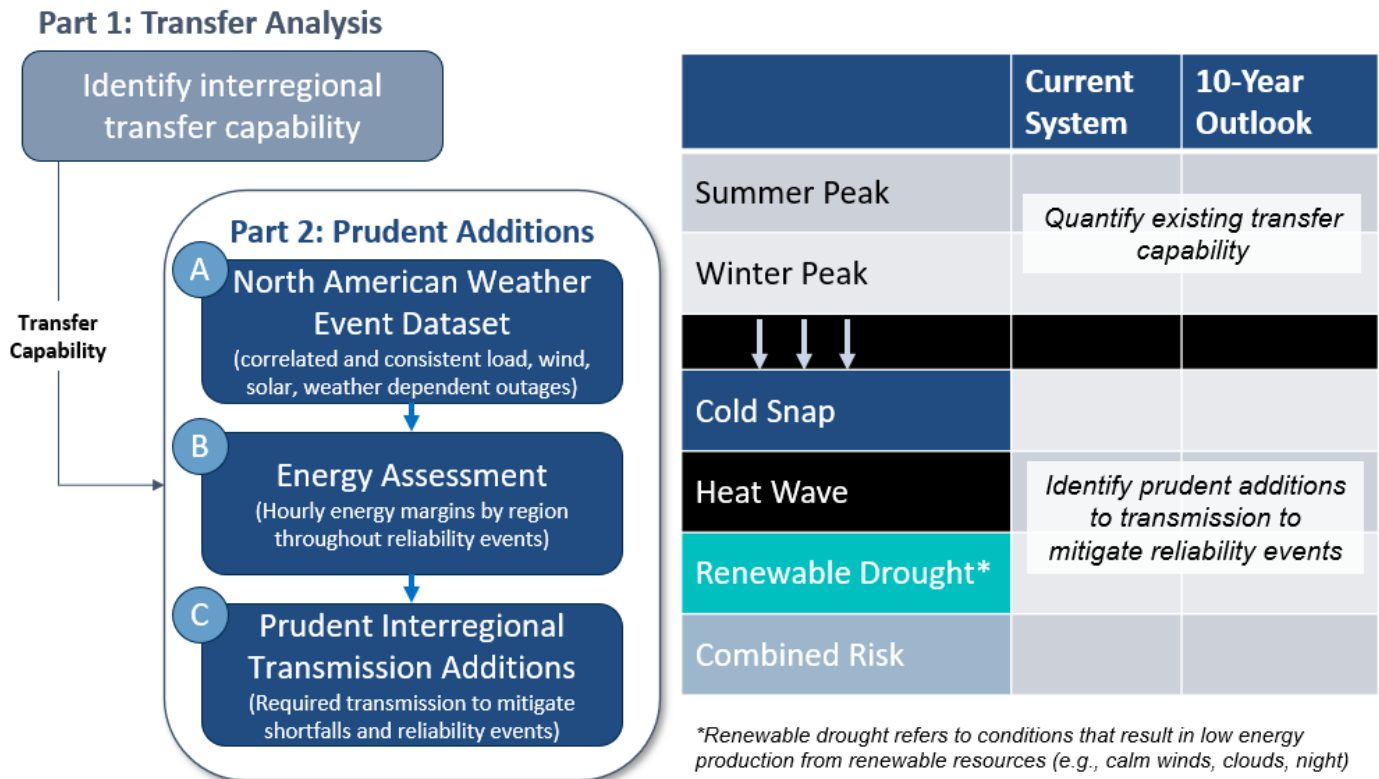 Part 1: Transfer Analysis
Identify interregional
transfer capability
Transfer
Capability
Part 2: Prudent Additions
A
North American Weather
Event Dataset
(correlated and consistent load, wind,
solar, weather dependent outages)
B
Energy Assessment
(Hourly energy margins by region
throughout reliability events)
C
Prudent Interregional
Transmission Additions
(Required transmission to mitigate
shortfalls and reliability events)
Current
System
10-Year
Outlook
Summer Peak
Winter Peak
Quantify existing transfer
capability
Cold Snap
Heat Wave
Renewable Drought*
Combined Risk
Identify prudent additions
to transmission to
mitigate reliability events
*Renewable drought refers to conditions that result in low energy
production from renewable resources (e.g., calm winds, clouds, night)